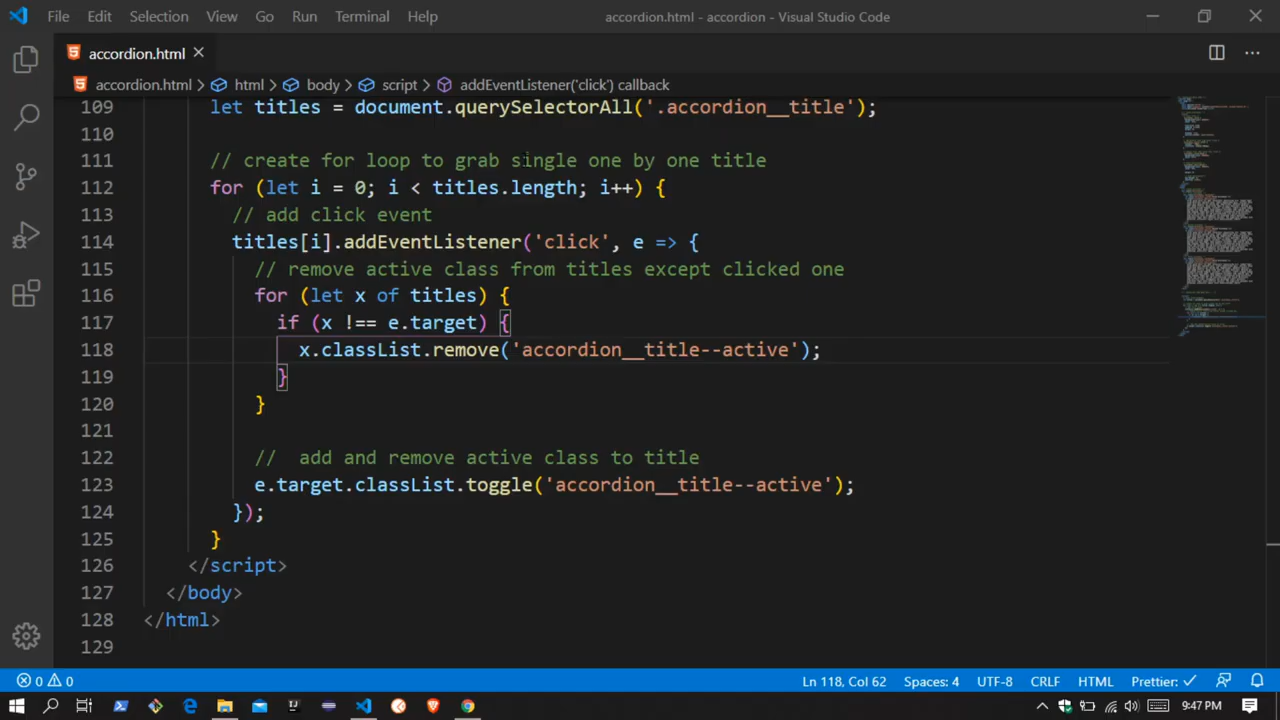 File Edit Selection View Go Run Terminal Help accordion.html - accordion - Visual Studio Code
accordion.html
accordion.html > html > body > script > addEventListener('click') callback
109 let titles = document.querySelectorAll('.accordion__title');
110
111 // create for loop to grab single one by one title
112 for (let i = 0; i < titles.length; i++) {
113 // add click event
114 titles[i].addEventListener('click', e => {
115 // remove active class from titles except clicked one
116 for (let x of titles) {
117 if (x !== e.target) {
118 x.classList.remove('accordion__title--active');
119 }
120 }
121
122 //  add and remove active class to title
123 e.target.classList.toggle('accordion__title--active');
124 });
125 }
126 </script>
127 </body>
128 </html>
129
0 0 Ln 118, Col 62 Spaces: 4 UTF-8 CRLF HTML Prettier: ✓
9:47 PM